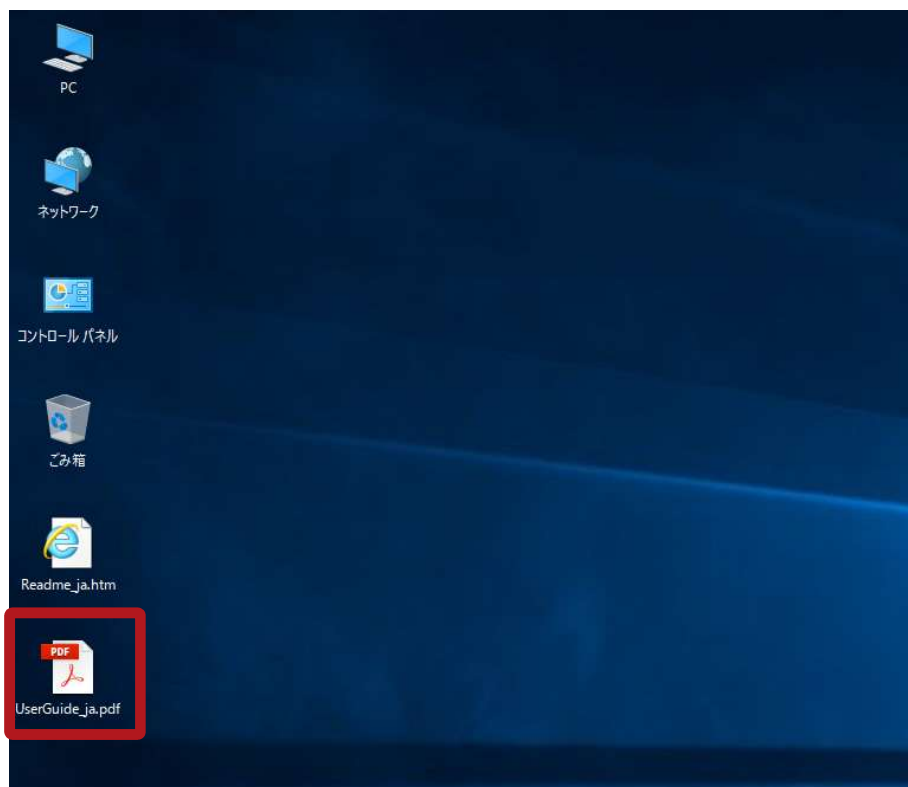 PC
ネットワーク
コントロール パネル
ごみ箱
Readme_ja.htm
PDF
UserGuide_ja.pdf